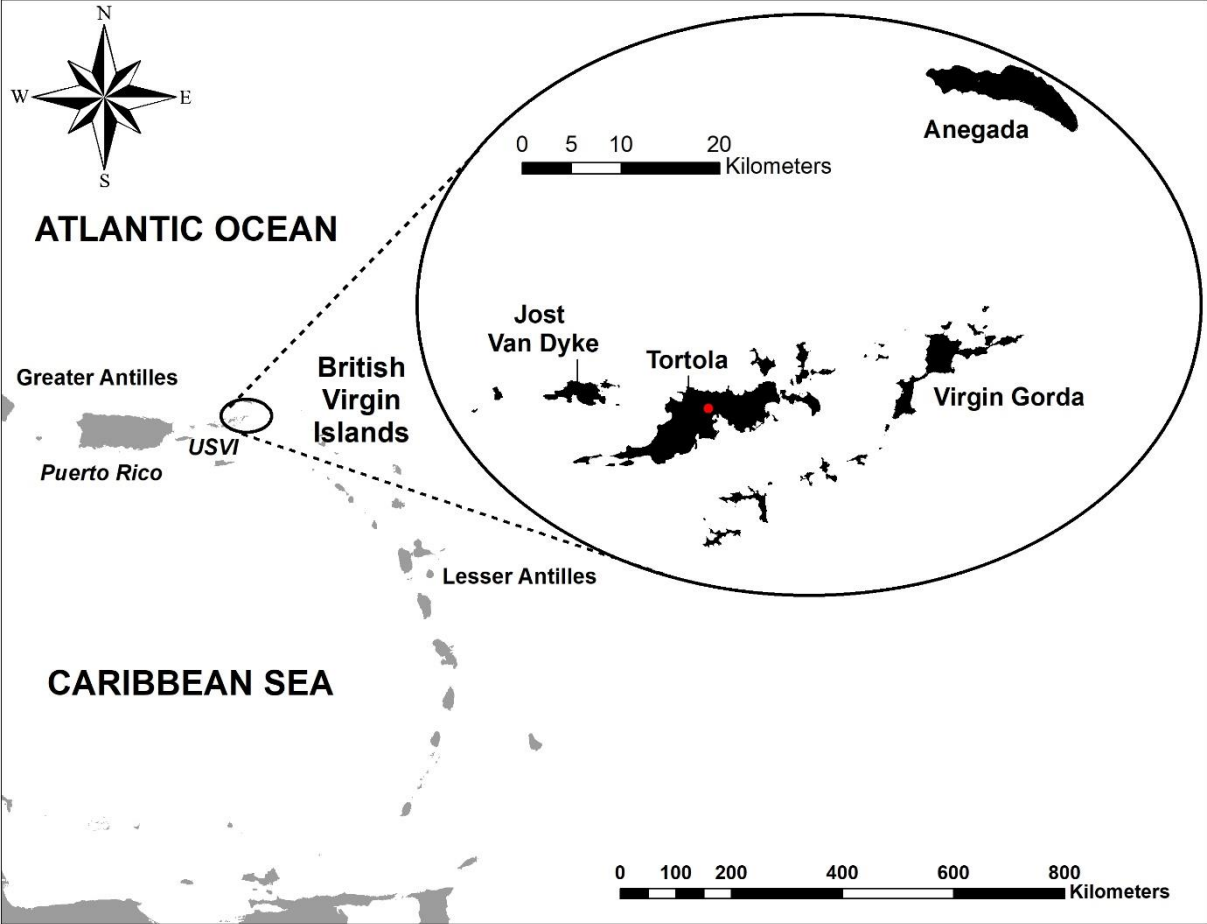 N
W E
S
ATLANTIC OCEAN
0 5 10 20
Kilometers
Anegada
Jost
Van Dyke
Tortola
Virgin Gorda
British
Virgin
Islands
Greater Antilles
USVI
Puerto Rico
Lesser Antilles
CARIBBEAN SEA
0 100 200 400 600 800
Kilometers